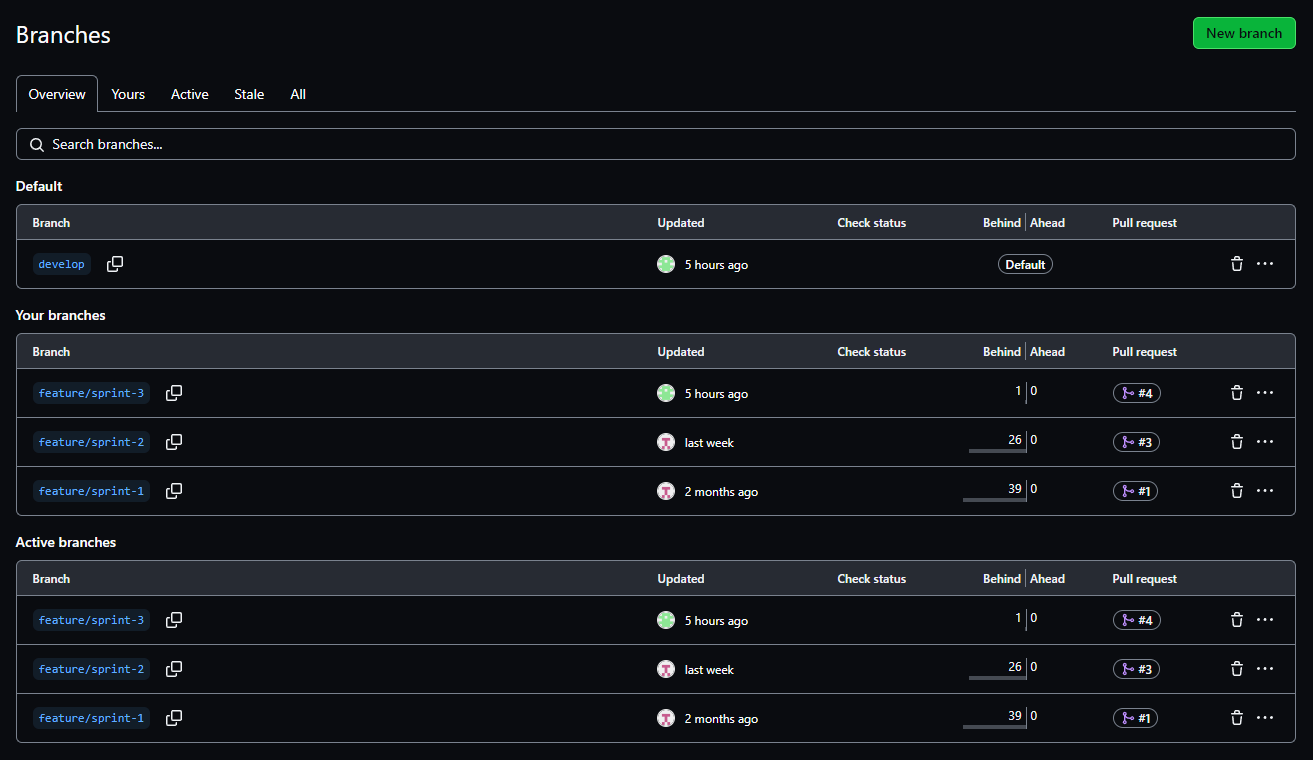 Branches
New branch
Overview Yours Active Stale All
Search branches...
Default
Branch Updated Check status Behind Ahead Pull request
develop 5 hours ago Default
Your branches
Branch Updated Check status Behind Ahead Pull request
feature/sprint-3 5 hours ago 1 0 #4
feature/sprint-2 last week 26 0 #3
feature/sprint-1 2 months ago 39 0 #1
Active branches
Branch Updated Check status Behind Ahead Pull request
feature/sprint-3 5 hours ago 1 0 #4
feature/sprint-2 last week 26 0 #3
feature/sprint-1 2 months ago 39 0 #1